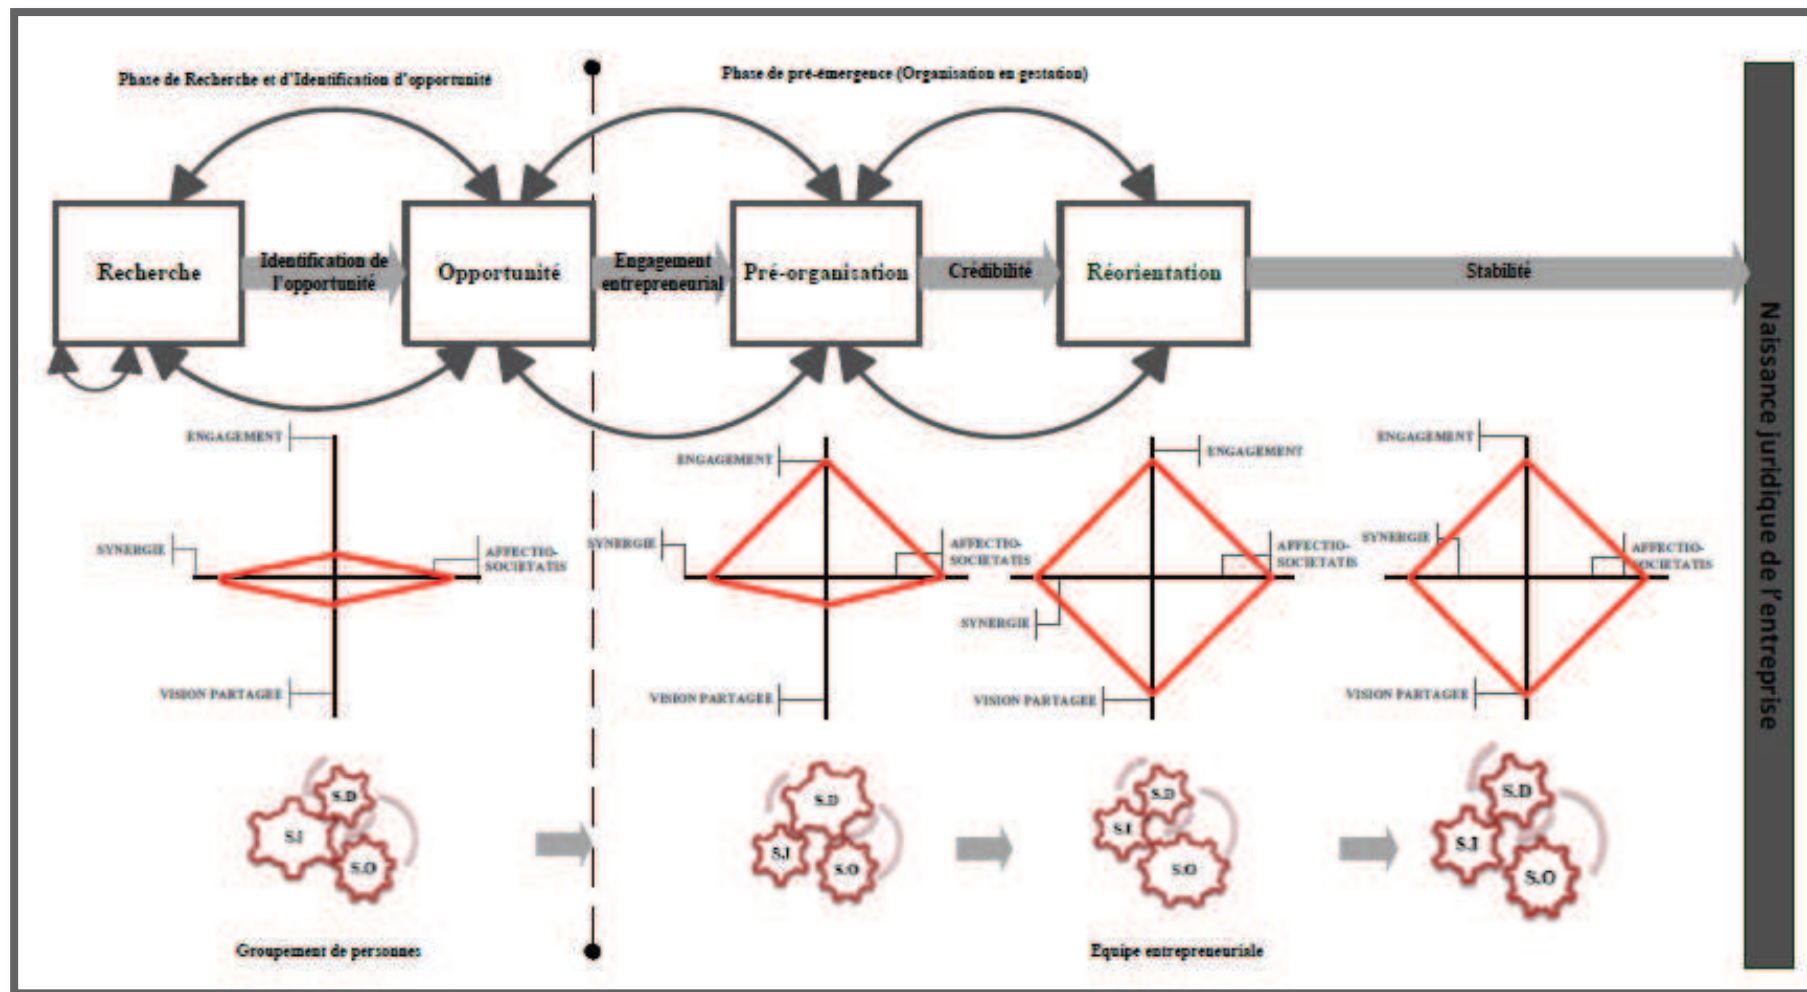 Phase de Recherche et d'Identification d'opportunité
Phase de pré-émergence (Organisation en gestation)
Recherche
Identification de
l'opportunité
Opportunité
Engagement
entrepreneurial
Pré-organisation
Crédibilité
Réorientation
Stabilité
Naissance juridique de l'entreprise
ENGAGEMENT
SYNERGIE
AFFECTIO-
SOCIETATIS
VISION PARTAGEE
ENGAGEMENT
SYNERGIE
AFFECTIO-
SOCIETATIS
VISION PARTAGEE
ENGAGEMENT
AFFECTIO-
SOCIETATIS
SYNERGIE
VISION PARTAGEE
ENGAGEMENT
SYNERGIE
AFFECTIO-
SOCIETATIS
VISION PARTAGEE
S.D
S.I
S.O
S.D
S.I
S.O
S.D
S.I
S.O
S.D
S.I
S.O
Groupement de personnes
Equipe entrepreneuriale